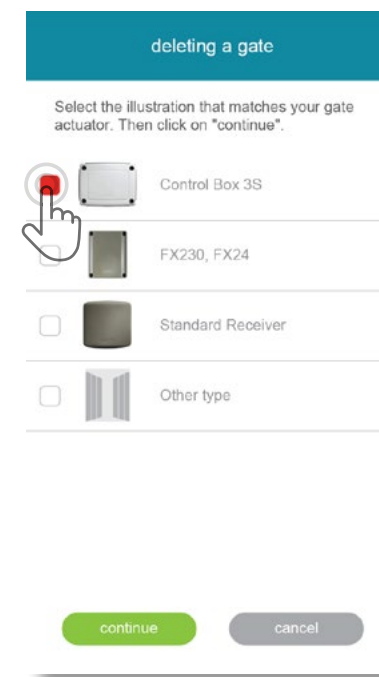 deleting a gate
Select the illustration that matches your gate
actuator. Then click on "continue".
Control Box 3S
FX230, FX24
Standard Receiver
Other type
continue
cancel